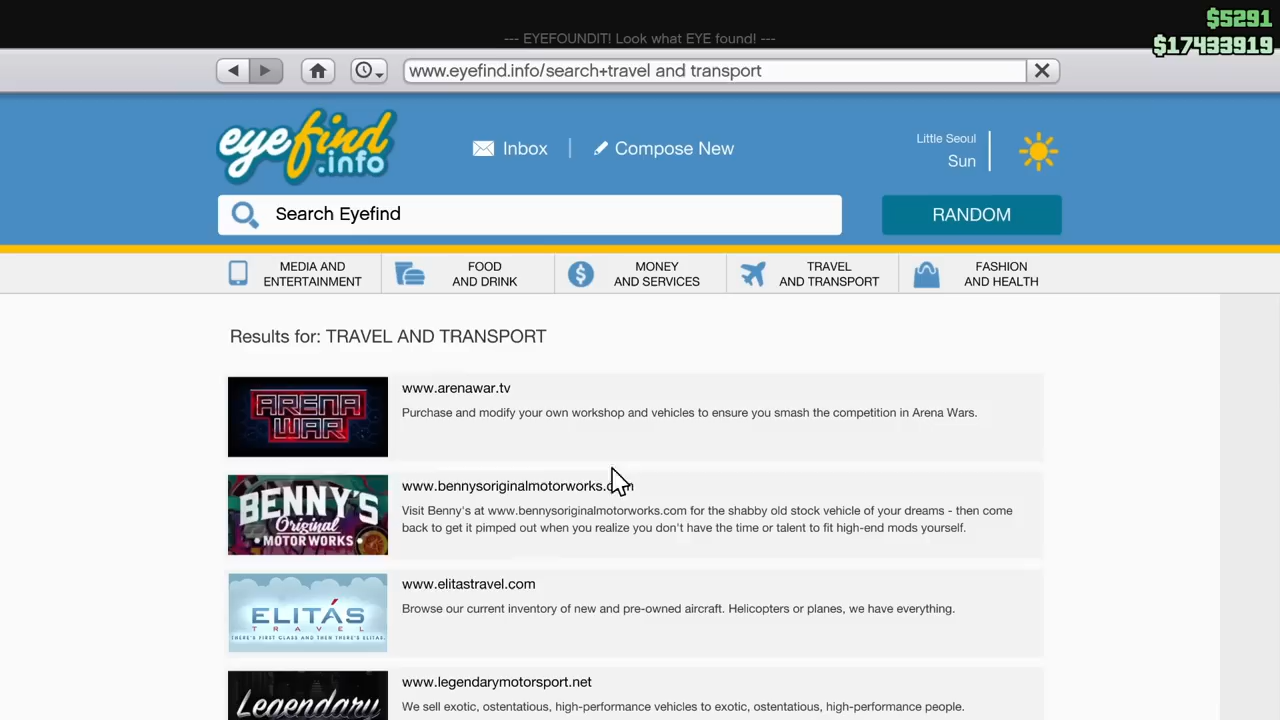 $5291
--- EYEFOUNDIT! Look what EYE found! ---
$17433919
www.eyefind.info/search+travel and transport
eyefind
.info
Inbox
Compose New
Little Seoul
Sun
Search Eyefind
RANDOM
MEDIA AND
ENTERTAINMENT
FOOD
AND DRINK
MONEY
AND SERVICES
TRAVEL
AND TRANSPORT
FASHION
AND HEALTH
Results for: TRAVEL AND TRANSPORT
ARENA
WAR
www.arenawar.tv
Purchase and modify your own workshop and vehicles to ensure you smash the competition in Arena Wars.
BENNY'S
Original
MOTOR WORKS
www.bennysoriginalmotorworks.com
Visit Benny's at www.bennysoriginalmotorworks.com for the shabby old stock vehicle of your dreams - then come
back to get it pimped out when you realize you don't have the time or talent to fit high-end mods yourself.
ELITÁS
TRAVEL
THERE'S FIRST CLASS AND THEN THERE'S ELITAS.
www.elitastravel.com
Browse our current inventory of new and pre-owned aircraft. Helicopters or planes, we have everything.
Legendary
www.legendarymotorsport.net
We sell exotic, ostentatious, high-performance vehicles to exotic, ostentatious, high-performance people.